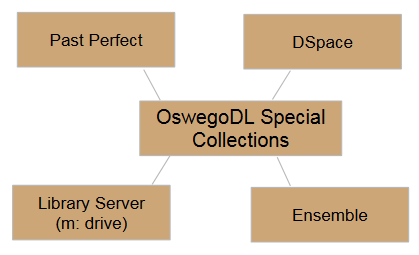 Past Perfect
DSpace
OswegoDL Special
Collections
Library Server
(m: drive)
Ensemble